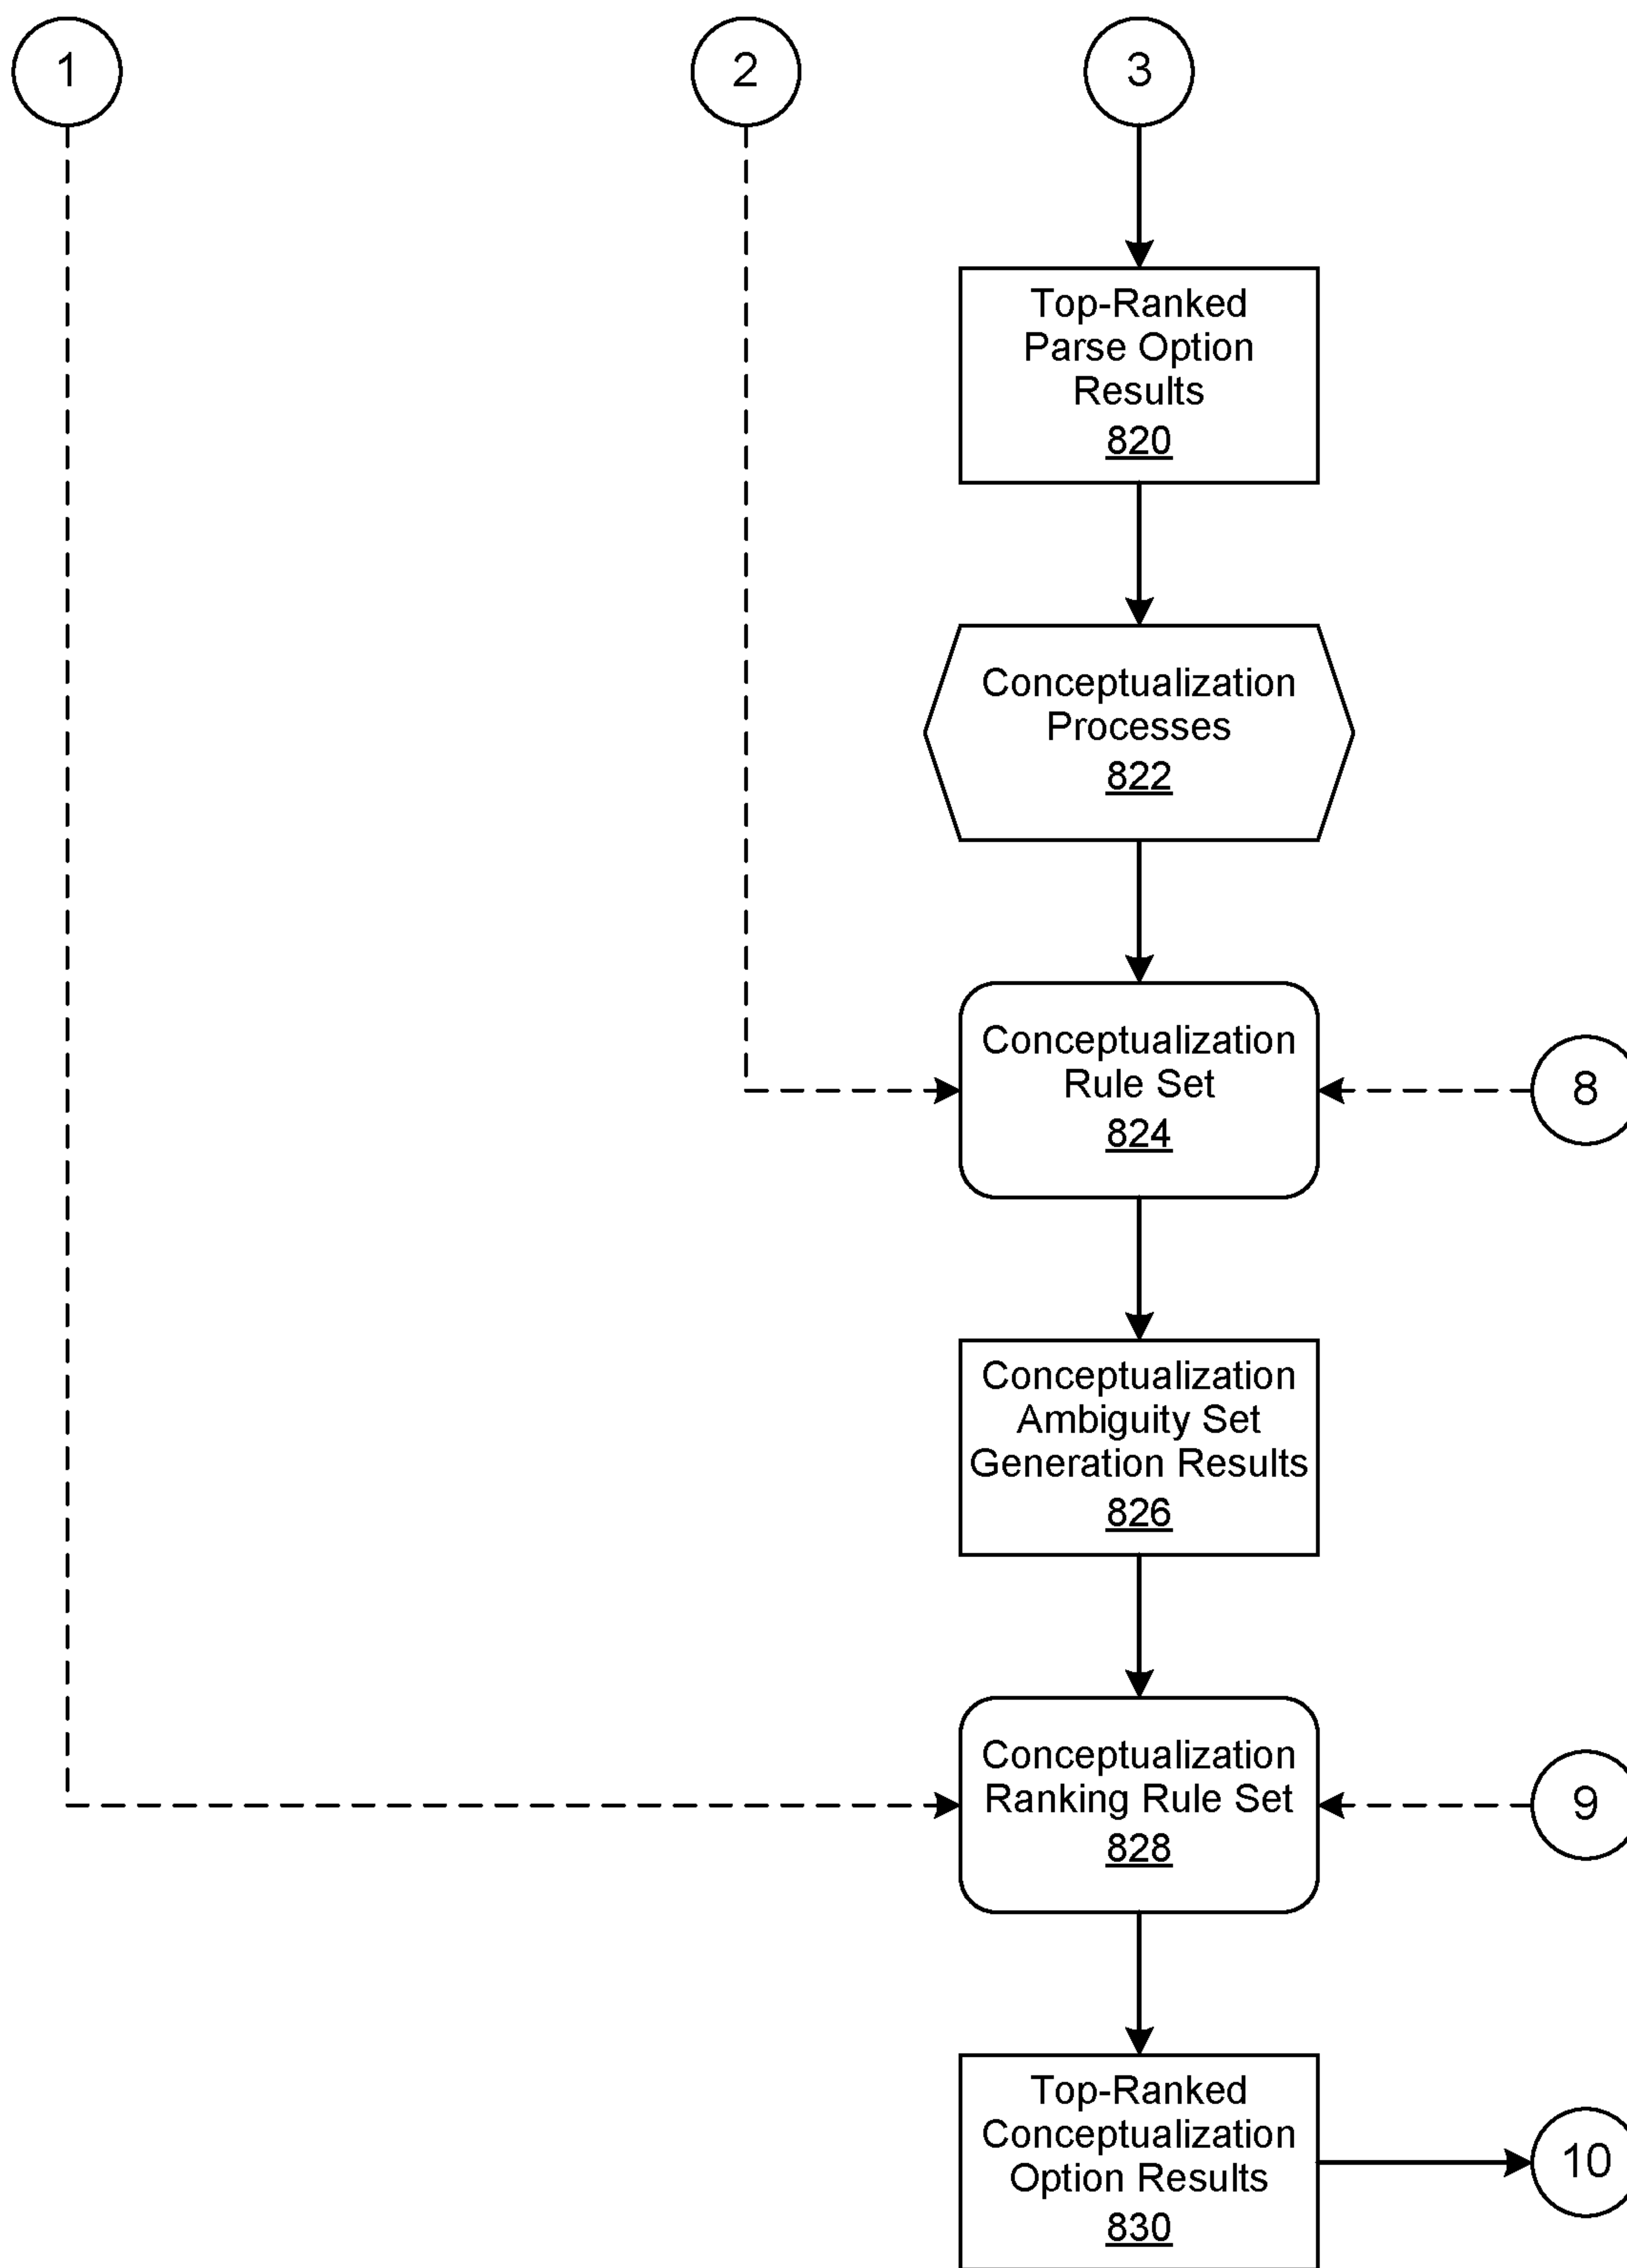 1
2
3
Top-Ranked
Parse Option
Results
820
Conceptualization
Processes
822
Conceptualization
Rule Set
824
8
Conceptualization
Ambiguity Set
Generation Results
826
Conceptualization
Ranking Rule Set
828
9
Top-Ranked
Conceptualization
Option Results
830
10